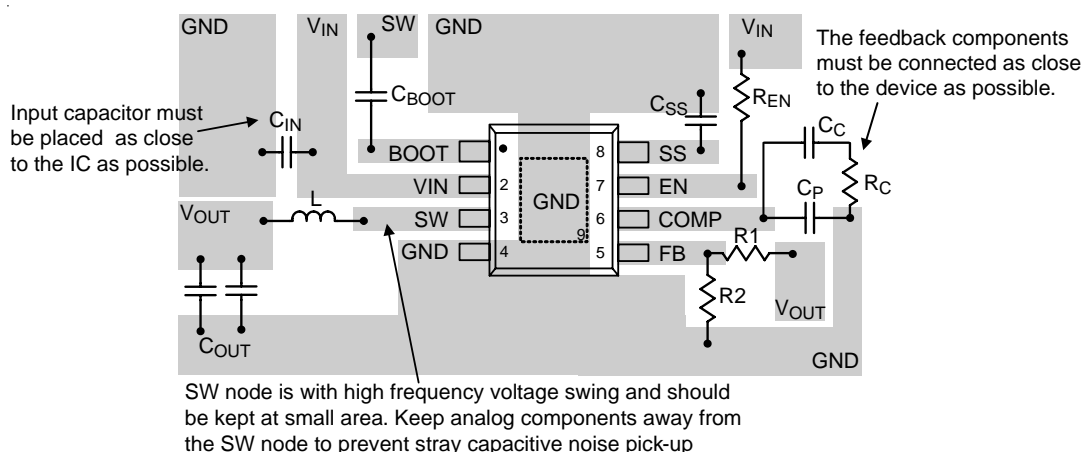 GND
VIN
SW
GND
VIN
The feedback components
must be connected as close
to the device as possible.
Input capacitor must
be placed as close
to the IC as possible.
CIN
CBOOT
CSS
REN
CC
RC
CP
BOOT
8
SS
VIN
2
GND
7
EN
L
VOUT
SW
3
6
COMP
9
GND
4
5
FB
R1
R2
VOUT
COUT
GND
SW node is with high frequency voltage swing and should
be kept at small area. Keep analog components away from
the SW node to prevent stray capacitive noise pick-up